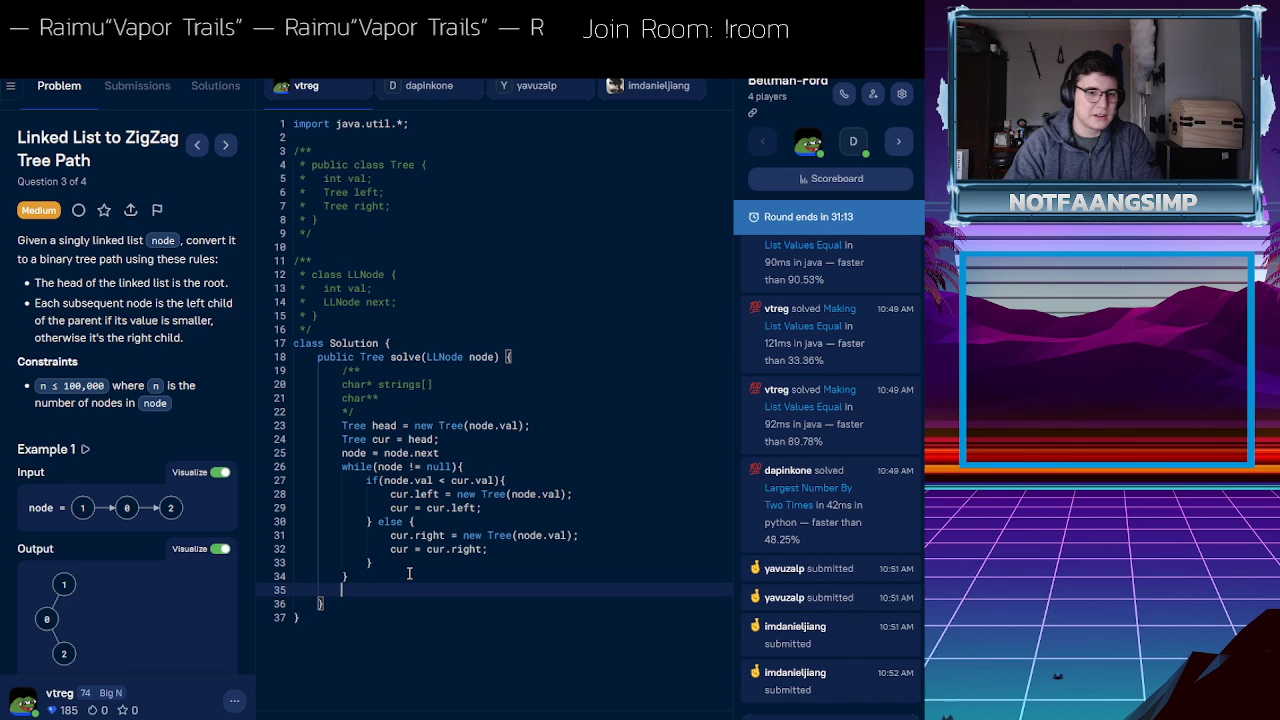 — Raimu“Vapor Trails” — Raimu“Vapor Trails” — R
Join Room: !room
Problem
Submissions
Solutions
Linked List to ZigZag
Tree Path
Question 3 of 4
Medium
Given a singly linked list node, convert it
to a binary tree path using these rules:
• The head of the linked list is the root.
• Each subsequent node is the left child
of the parent if its value is smaller,
otherwise it's the right child.
Constraints
• n ≤ 100,000 where n is the
number of nodes in node
Example 1
Input
Visualize
node = 1 0 2
Output
Visualize
1
0
2
vtreg 74 Big N
185 0 0
vtreg
D dapinkone
Y yavuzalp
imdanieljiang
1 import java.util.*;
2
3 /**
4 * public class Tree {
5 * int val;
6 * Tree left;
7 * Tree right;
8 * }
9 */
10
11 /**
12 * class LLNode {
13 * int val;
14 * LLNode next;
15 * }
16 */
17 class Solution {
18 public Tree solve(LLNode node) {
19 /**
20 char* strings[]
21 char**
22 */
23 Tree head = new Tree(node.val);
24 Tree cur = head;
25 node = node.next
26 while(node != null){
27 if(node.val < cur.val){
28 cur.left = new Tree(node.val);
29 cur = cur.left;
30 } else {
31 cur.right = new Tree(node.val);
32 cur = cur.right;
33 }
34 }
35
36 }
37 }
Bellman-Ford
4 players
D
Scoreboard
Round ends in 31:13
List Values Equal in
90ms in java — faster
than 90.53%
vtreg solved Making 10:49 AM
List Values Equal in
121ms in java — faster
than 33.36%
vtreg solved Making 10:49 AM
List Values Equal in
92ms in java — faster
than 89.78%
dapinkone solved 10:49 AM
Largest Number By
Two Times in 42ms in
python — faster than
48.25%
yavuzalp submitted 10:51 AM
yavuzalp submitted 10:51 AM
imdanieljiang 10:51 AM
submitted
imdanieljiang 10:52 AM
submitted
NOTFAANGSIMP